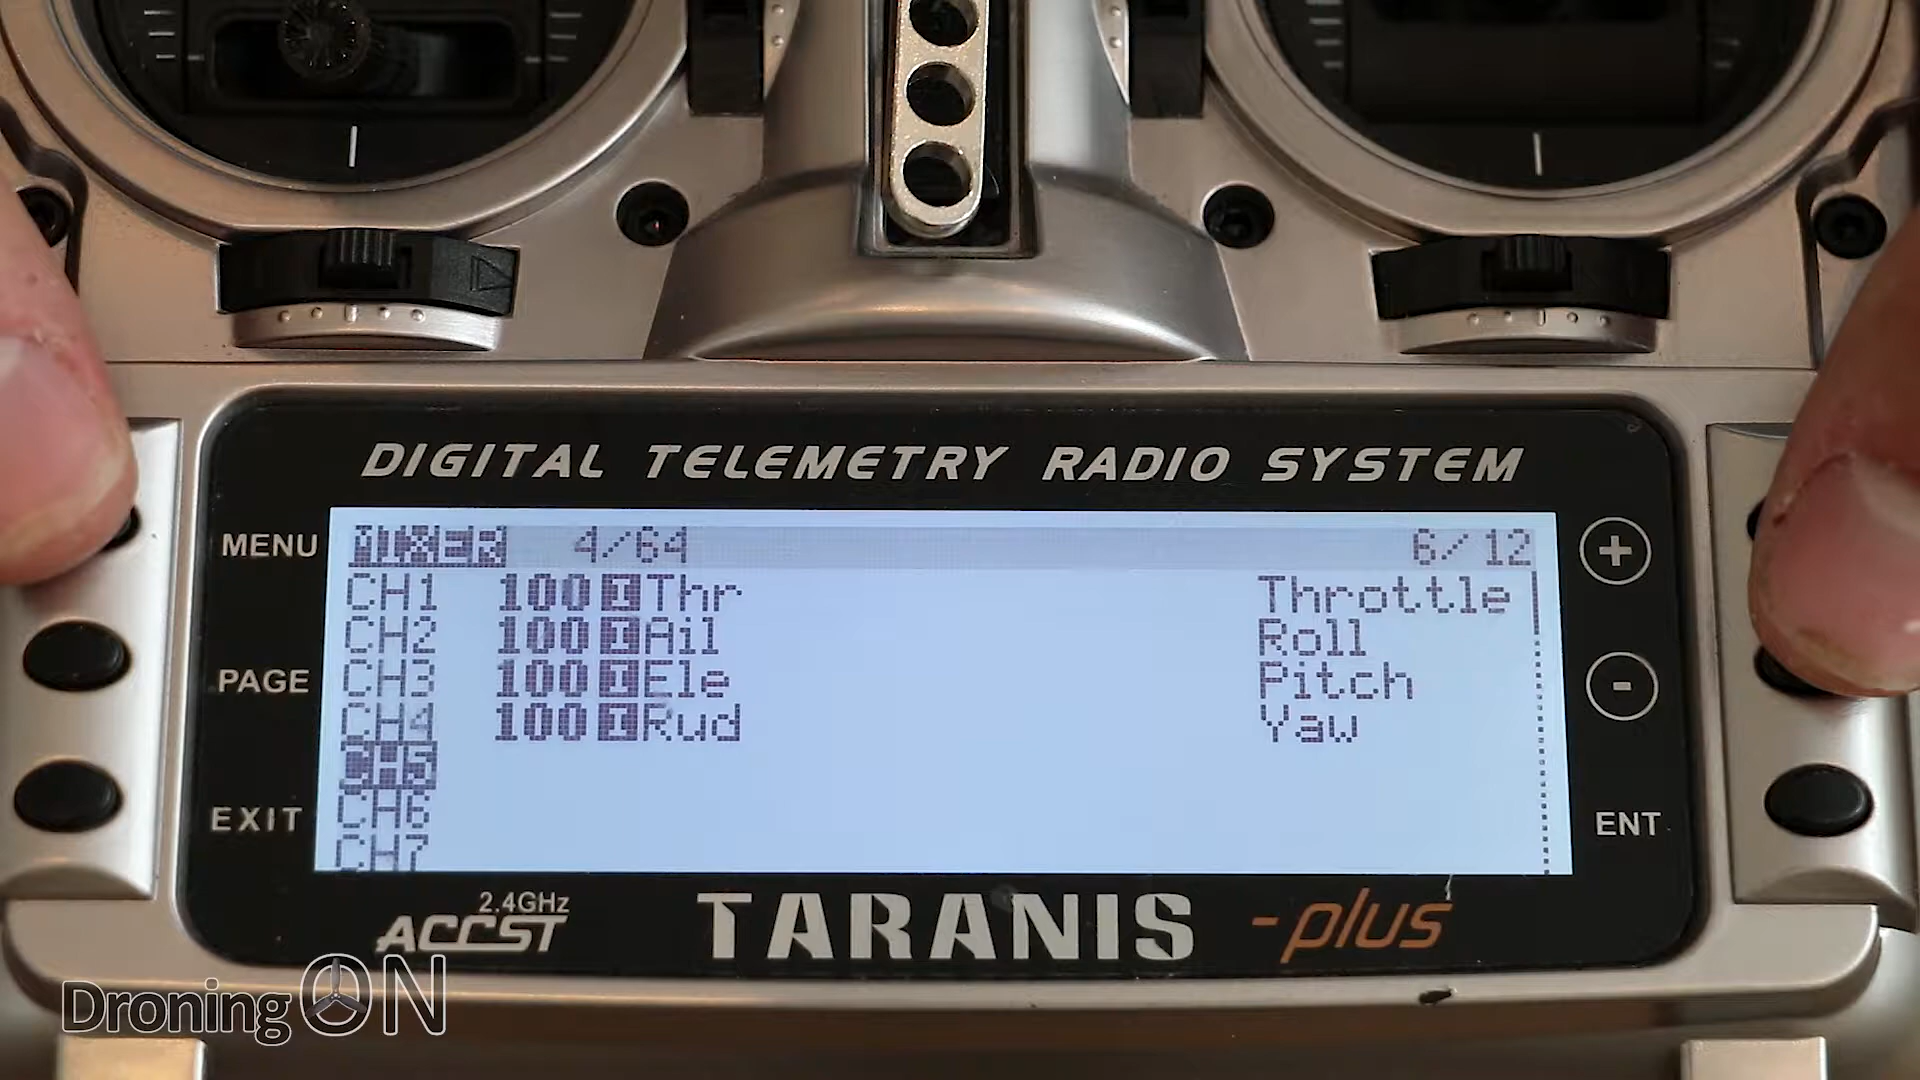 DIGITAL TELEMETRY RADIO SYSTEM
MENU
PAGE
EXIT
MIXER 4/64 6/12
CH1 100 I Thr Throttle
CH2 100 I Ail Roll
CH3 100 I Ele Pitch
CH4 100 I Rud Yaw
CH5
CH6
CH7
+
-
ENT
2.4GHz
ACCST
TARANIS -plus
DroningON